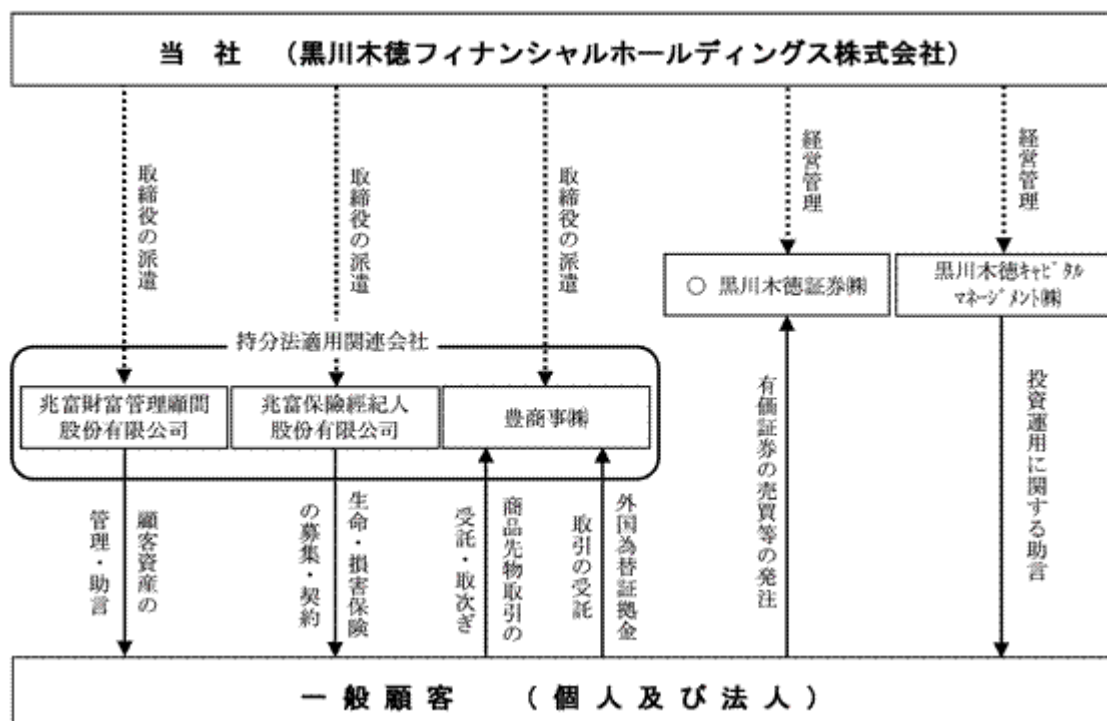 当 社 （黒川木徳フィナンシャルホールディングス株式会社）
取締役の派遣
取締役の派遣
取締役の派遣
経営管理
経営管理
○ 黒川木徳証券㈱
黒川木徳ｷｬﾋﾟﾀﾙ
ﾏﾈｰｼﾞﾒﾝﾄ㈱
持分法適用関連会社
兆富財富管理顧問
股份有限公司
兆富保険經紀人
股份有限公司
豊商事㈱
顧客資産の
管理・助言
生命・損害保険
の募集・契約
商品先物取引の
受託・取次ぎ
外国為替証拠金
取引の受託
有価証券の売買等の発注
投資運用に関する助言
一 般 顧 客 （ 個 人 及 び 法 人 ）